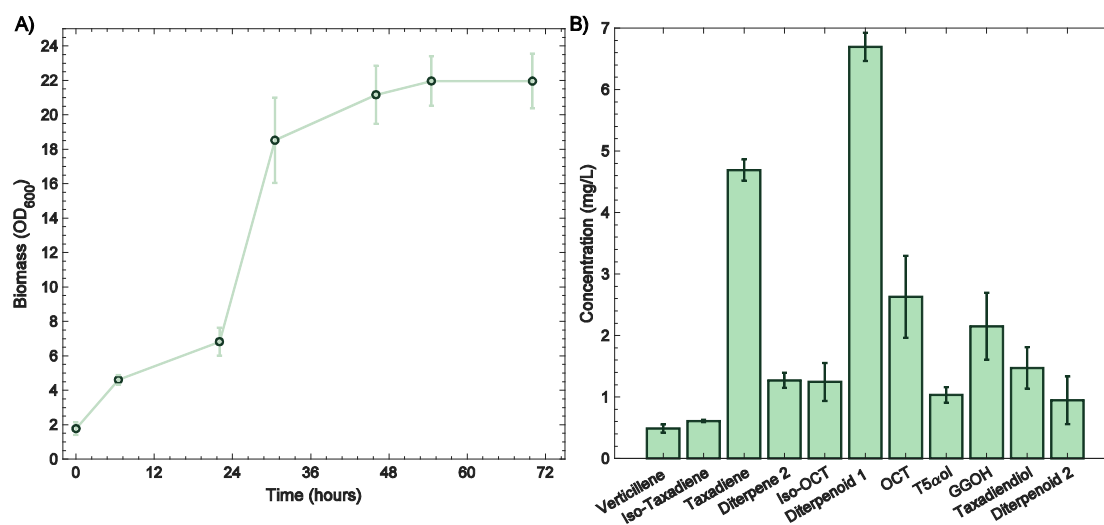 A)
24
22
20
18
16
14
12
10
8
6
4
2
0
Biomass (OD600)
0 12 24 36 48 60 72
Time (hours)
B)
7
6
5
4
3
2
1
0
Concentration (mg/L)
Verticillene
Iso-Taxadiene
Taxadiene
Diterpene 2
Iso-OCT
Diterpenoid 1
OCT
T5αol
GGOH
Taxadiendiol
Diterpenoid 2